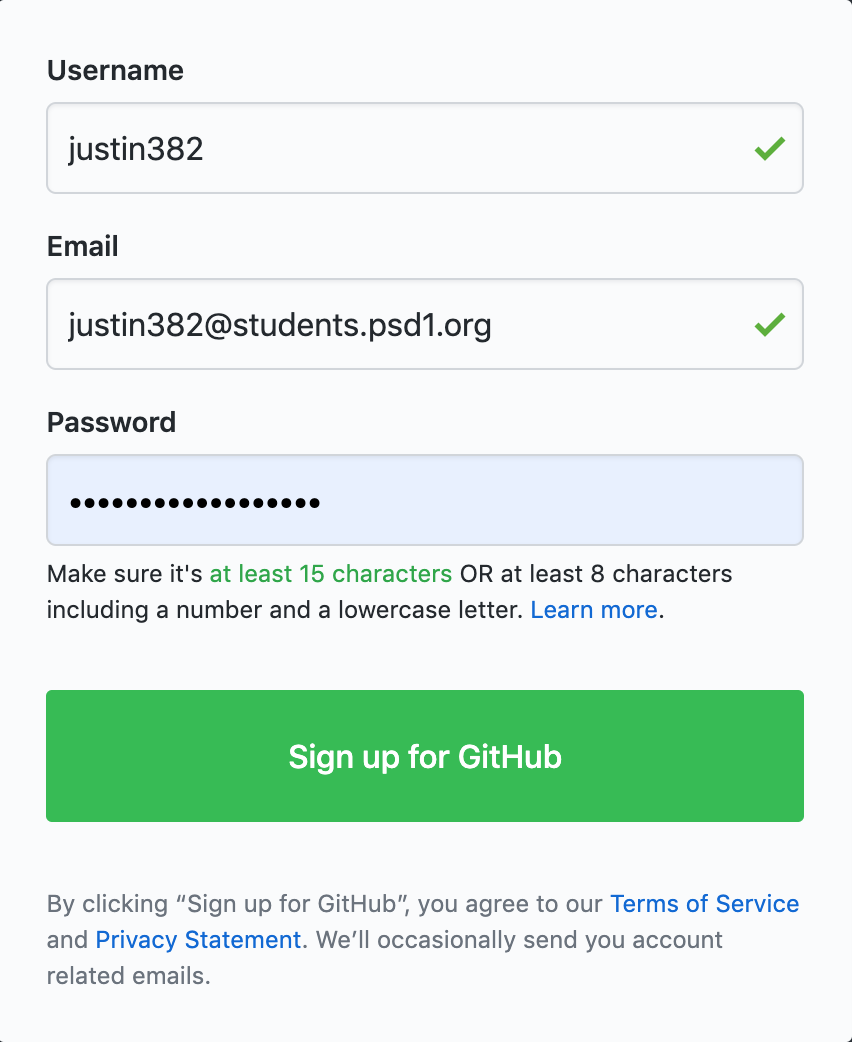 Username
justin382
Email
justin382@students.psd1.org
Password
••••••••••••••••••
Make sure it's at least 15 characters OR at least 8 characters
including a number and a lowercase letter. Learn more.
Sign up for GitHub
By clicking “Sign up for GitHub”, you agree to our Terms of Service
and Privacy Statement. We’ll occasionally send you account
related emails.